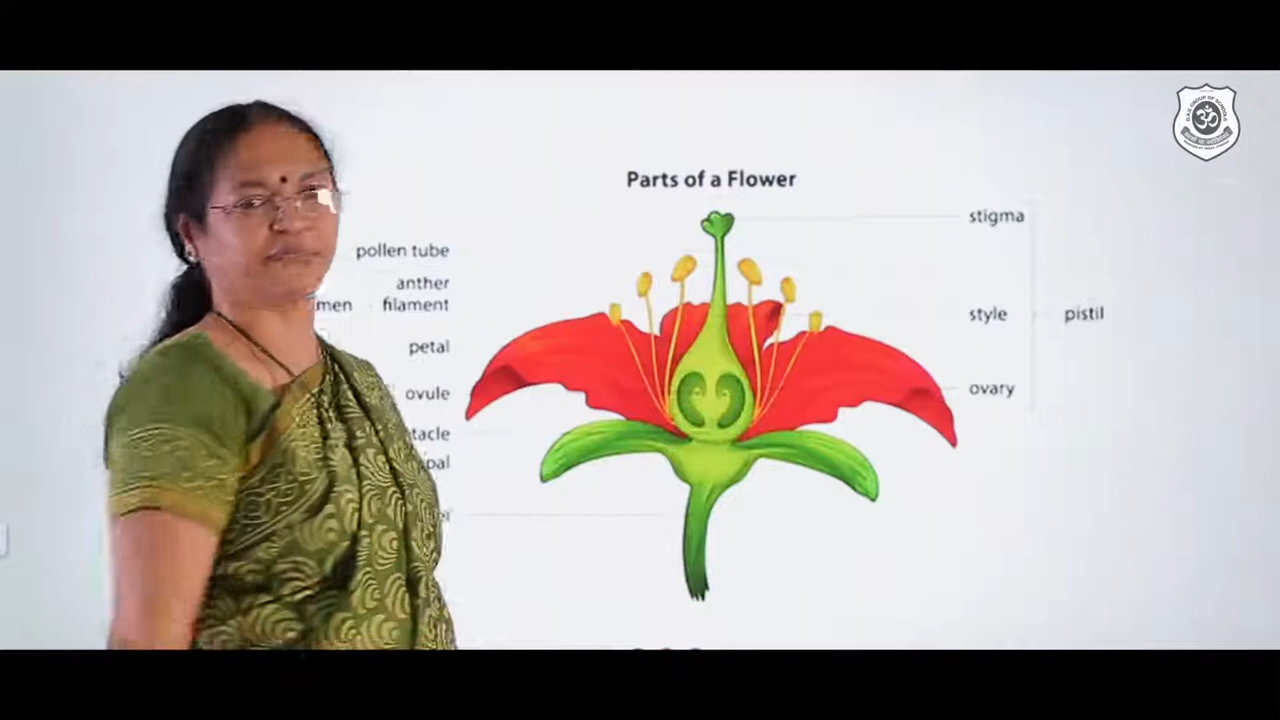 Parts of a Flower
stigma
pollen tube
anther
filament
style
pistil
petal
ovary
ovule